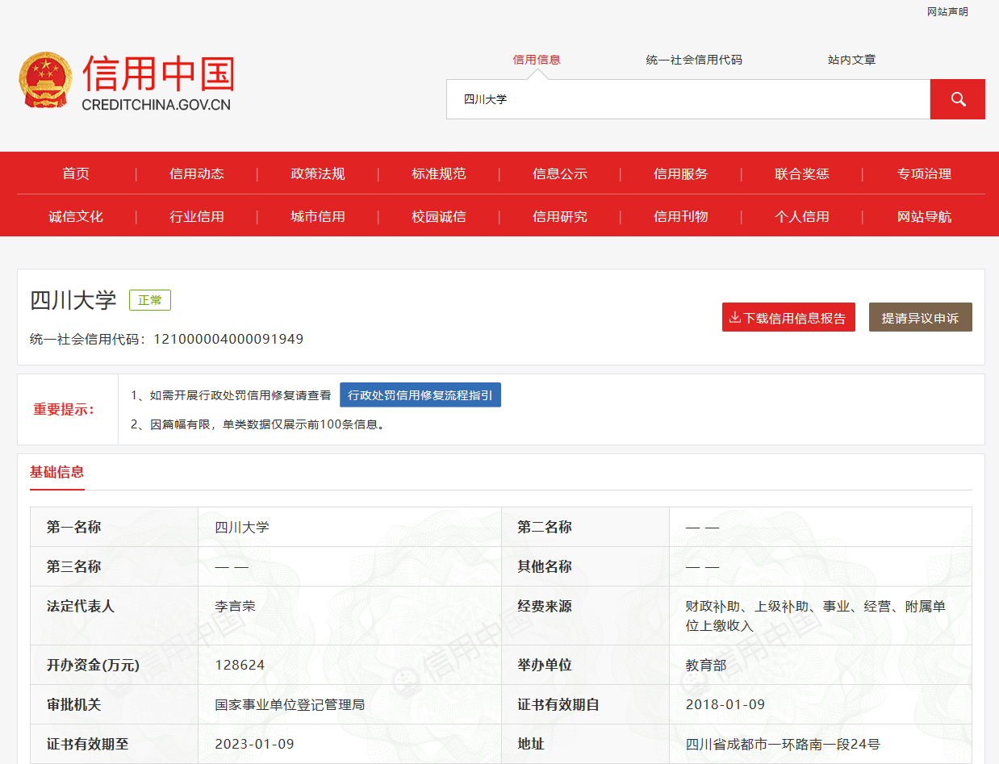 网站声明
信用中国
CREDITCHINA.GOV.CN
信用信息 统一社会信用代码 站内文章
四川大学
首页 | 信用动态 | 政策法规 | 标准规范 | 信息公示 | 信用服务 | 联合奖惩 | 专项治理
诚信文化 | 行业信用 | 城市信用 | 校园诚信 | 信用研究 | 信用刊物 | 个人信用 | 网站导航
四川大学 正常
下载信用信息报告 提请异议申诉
统一社会信用代码：121000004000091949
重要提示：
1、如需开展行政处罚信用修复请查看 行政处罚信用修复流程指引
2、因篇幅有限，单类数据仅展示前100条信息。
基础信息
第一名称 四川大学 第二名称 — —
第三名称 — — 其他名称 — —
法定代表人 李言荣 经费来源 财政补助、上级补助、事业、经营、附属单
位上缴收入
开办资金(万元) 128624 举办单位 教育部
审批机关 国家事业单位登记管理局 证书有效期自 2018-01-09
证书有效期至 2023-01-09 地址 四川省成都市一环路南一段24号
信用中国
信用中国
信用中国